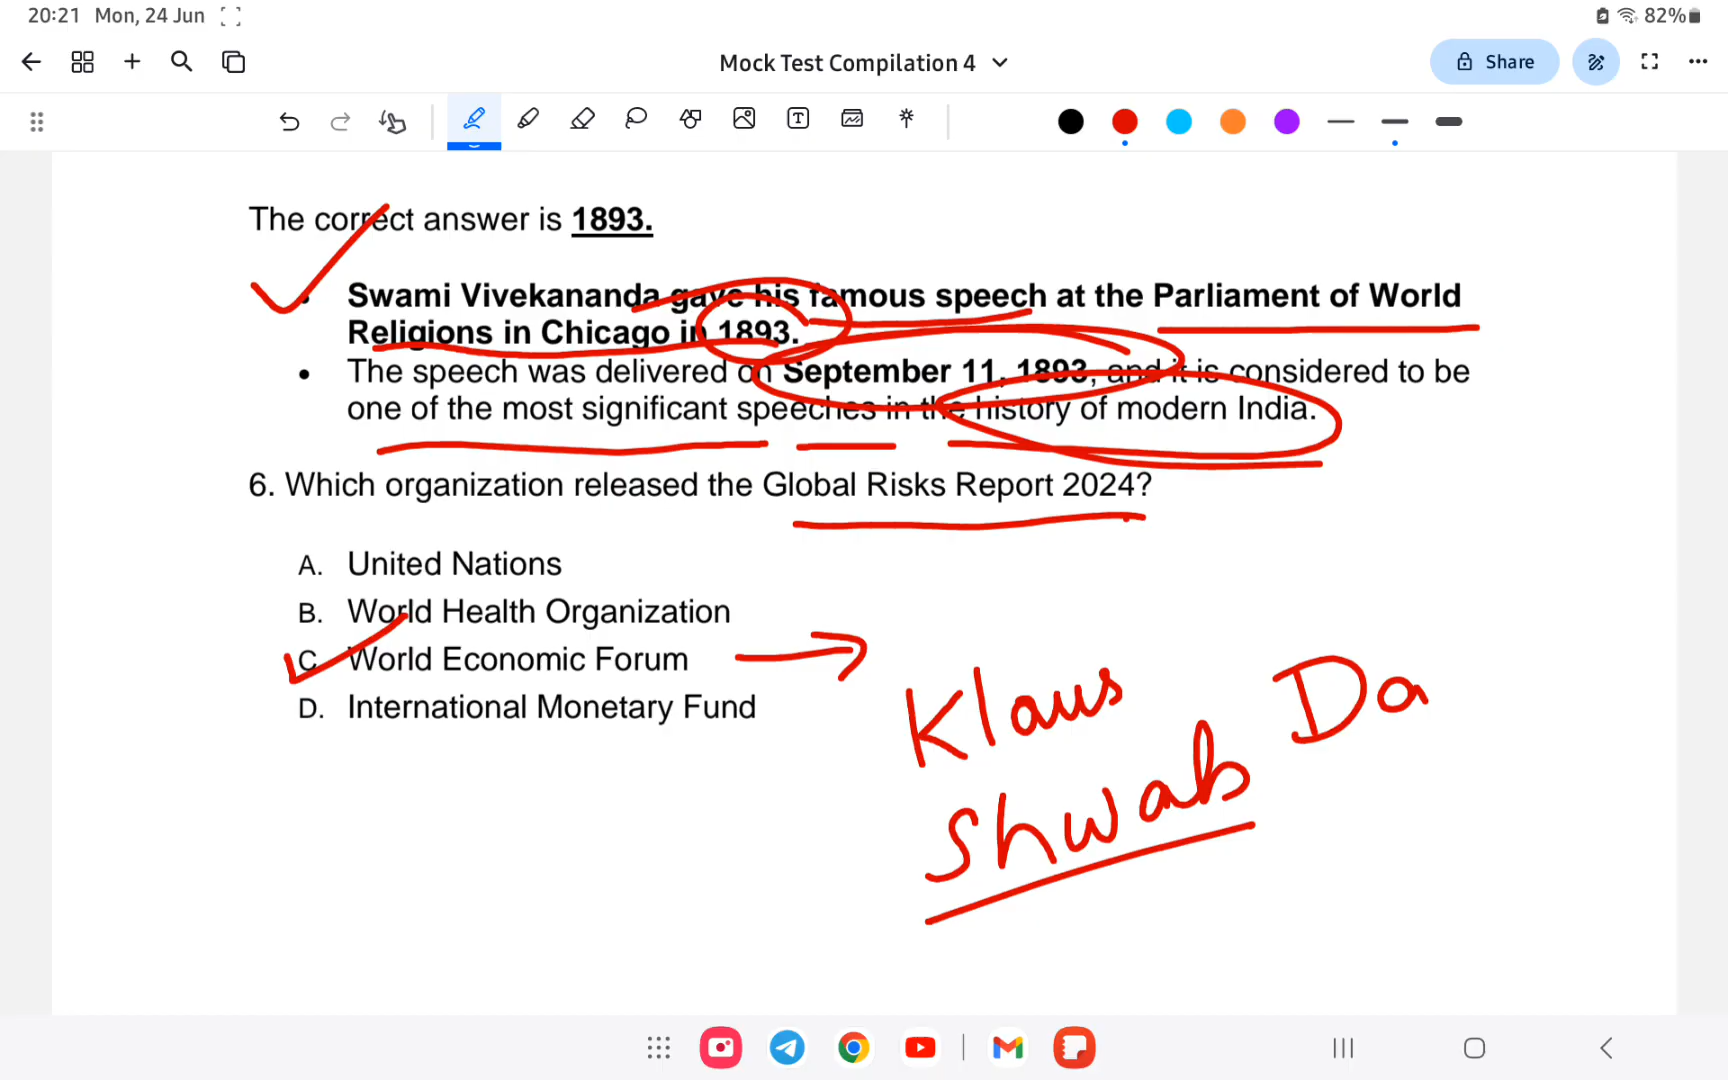 20:21 Mon, 24 Jun
82%
Mock Test Compilation 4
Share
The correct answer is 1893.
• Swami Vivekananda gave his famous speech at the Parliament of World
Religions in Chicago in 1893.
• The speech was delivered on September 11, 1893, and it is considered to be
one of the most significant speeches in the history of modern India.
6. Which organization released the Global Risks Report 2024?
A. United Nations
B. World Health Organization
C. World Economic Forum
D. International Monetary Fund
Klaus Da
Shwab